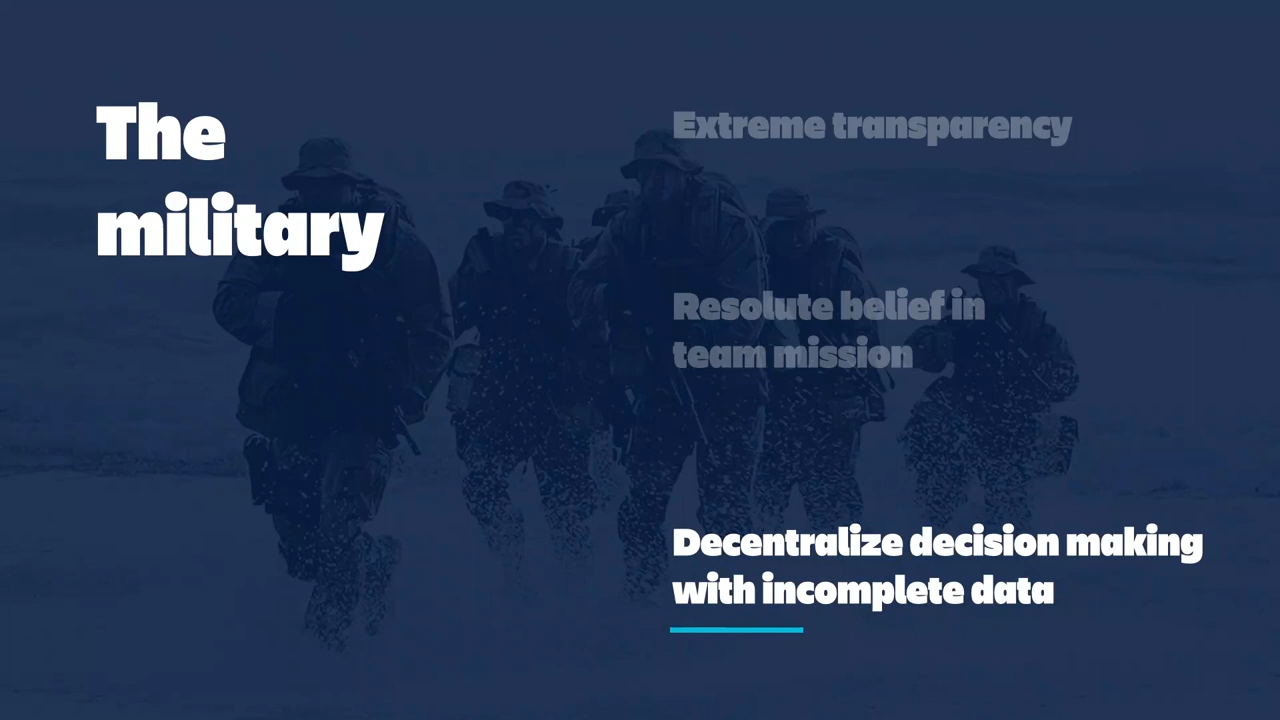 The
military
Extreme transparency
Resolute belief in
team mission
Decentralize decision making
with incomplete data